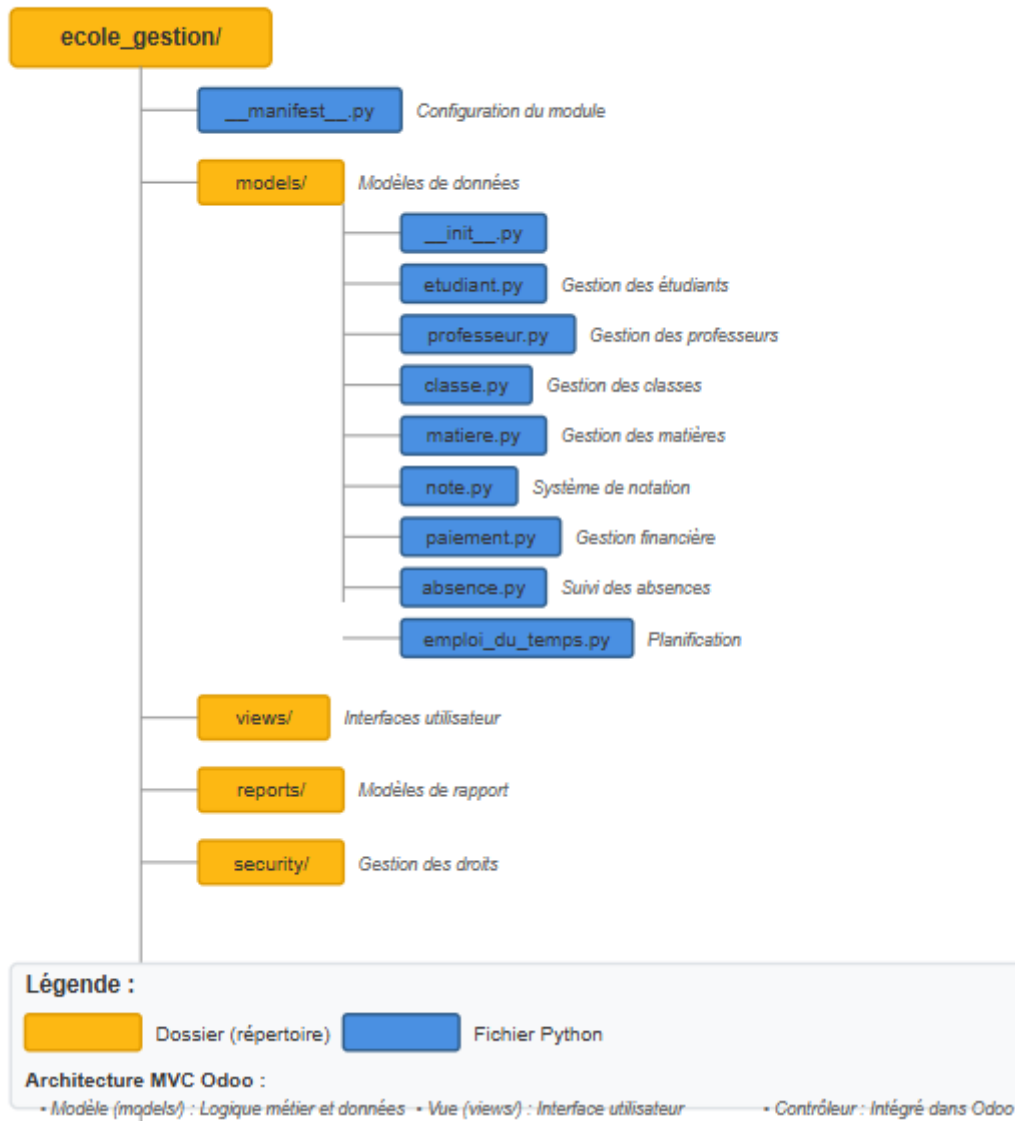 ecole_gestion/
__manifest__.py Configuration du module
models/ Modèles de données
__init__.py
etudiant.py Gestion des étudiants
professeur.py Gestion des professeurs
classe.py Gestion des classes
matiere.py Gestion des matières
note.py Système de notation
paiement.py Gestion financière
absence.py Suivi des absences
emploi_du_temps.py Planification
views/ Interfaces utilisateur
reports/ Modèles de rapport
security/ Gestion des droits
Légende :
Dossier (répertoire) Fichier Python
Architecture MVC Odoo :
• Modèle (models/) : Logique métier et données • Vue (views/) : Interface utilisateur • Contrôleur : Intégré dans Odoo